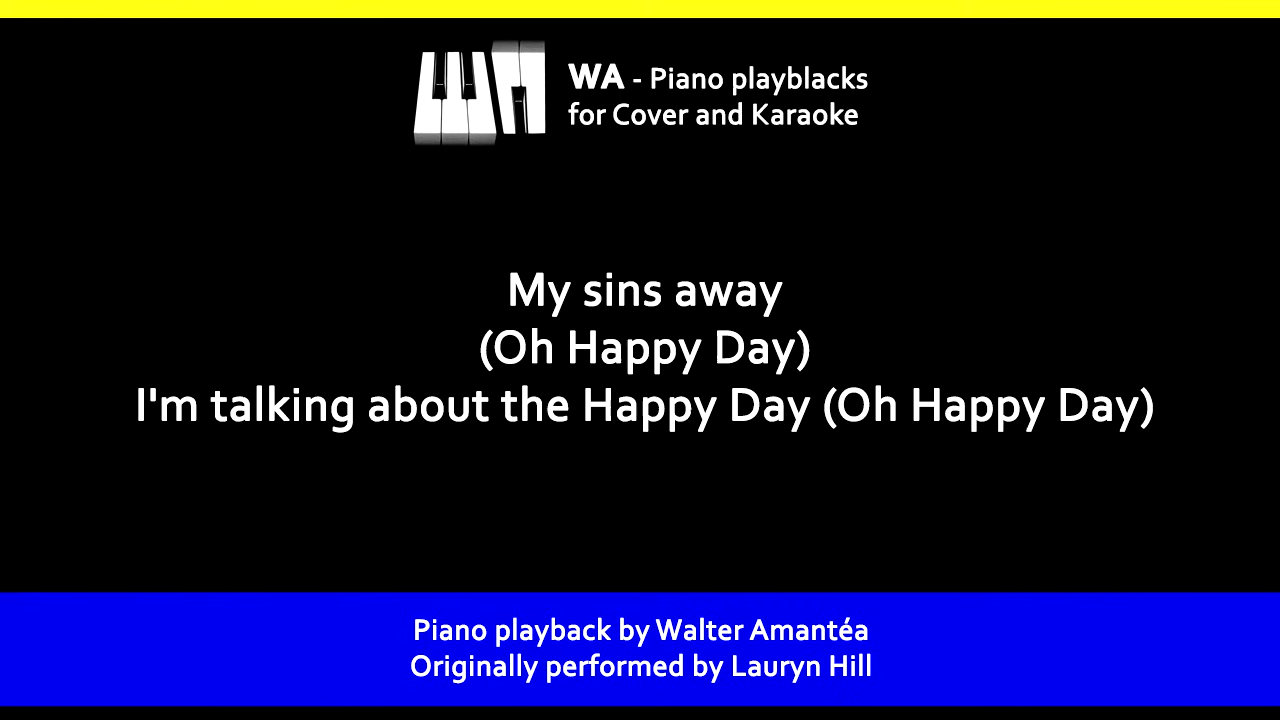 WA - Piano playblacks
for Cover and Karaoke
My sins away
(Oh Happy Day)
I'm talking about the Happy Day (Oh Happy Day)
Piano playback by Walter Amantéa
Originally performed by Lauryn Hill